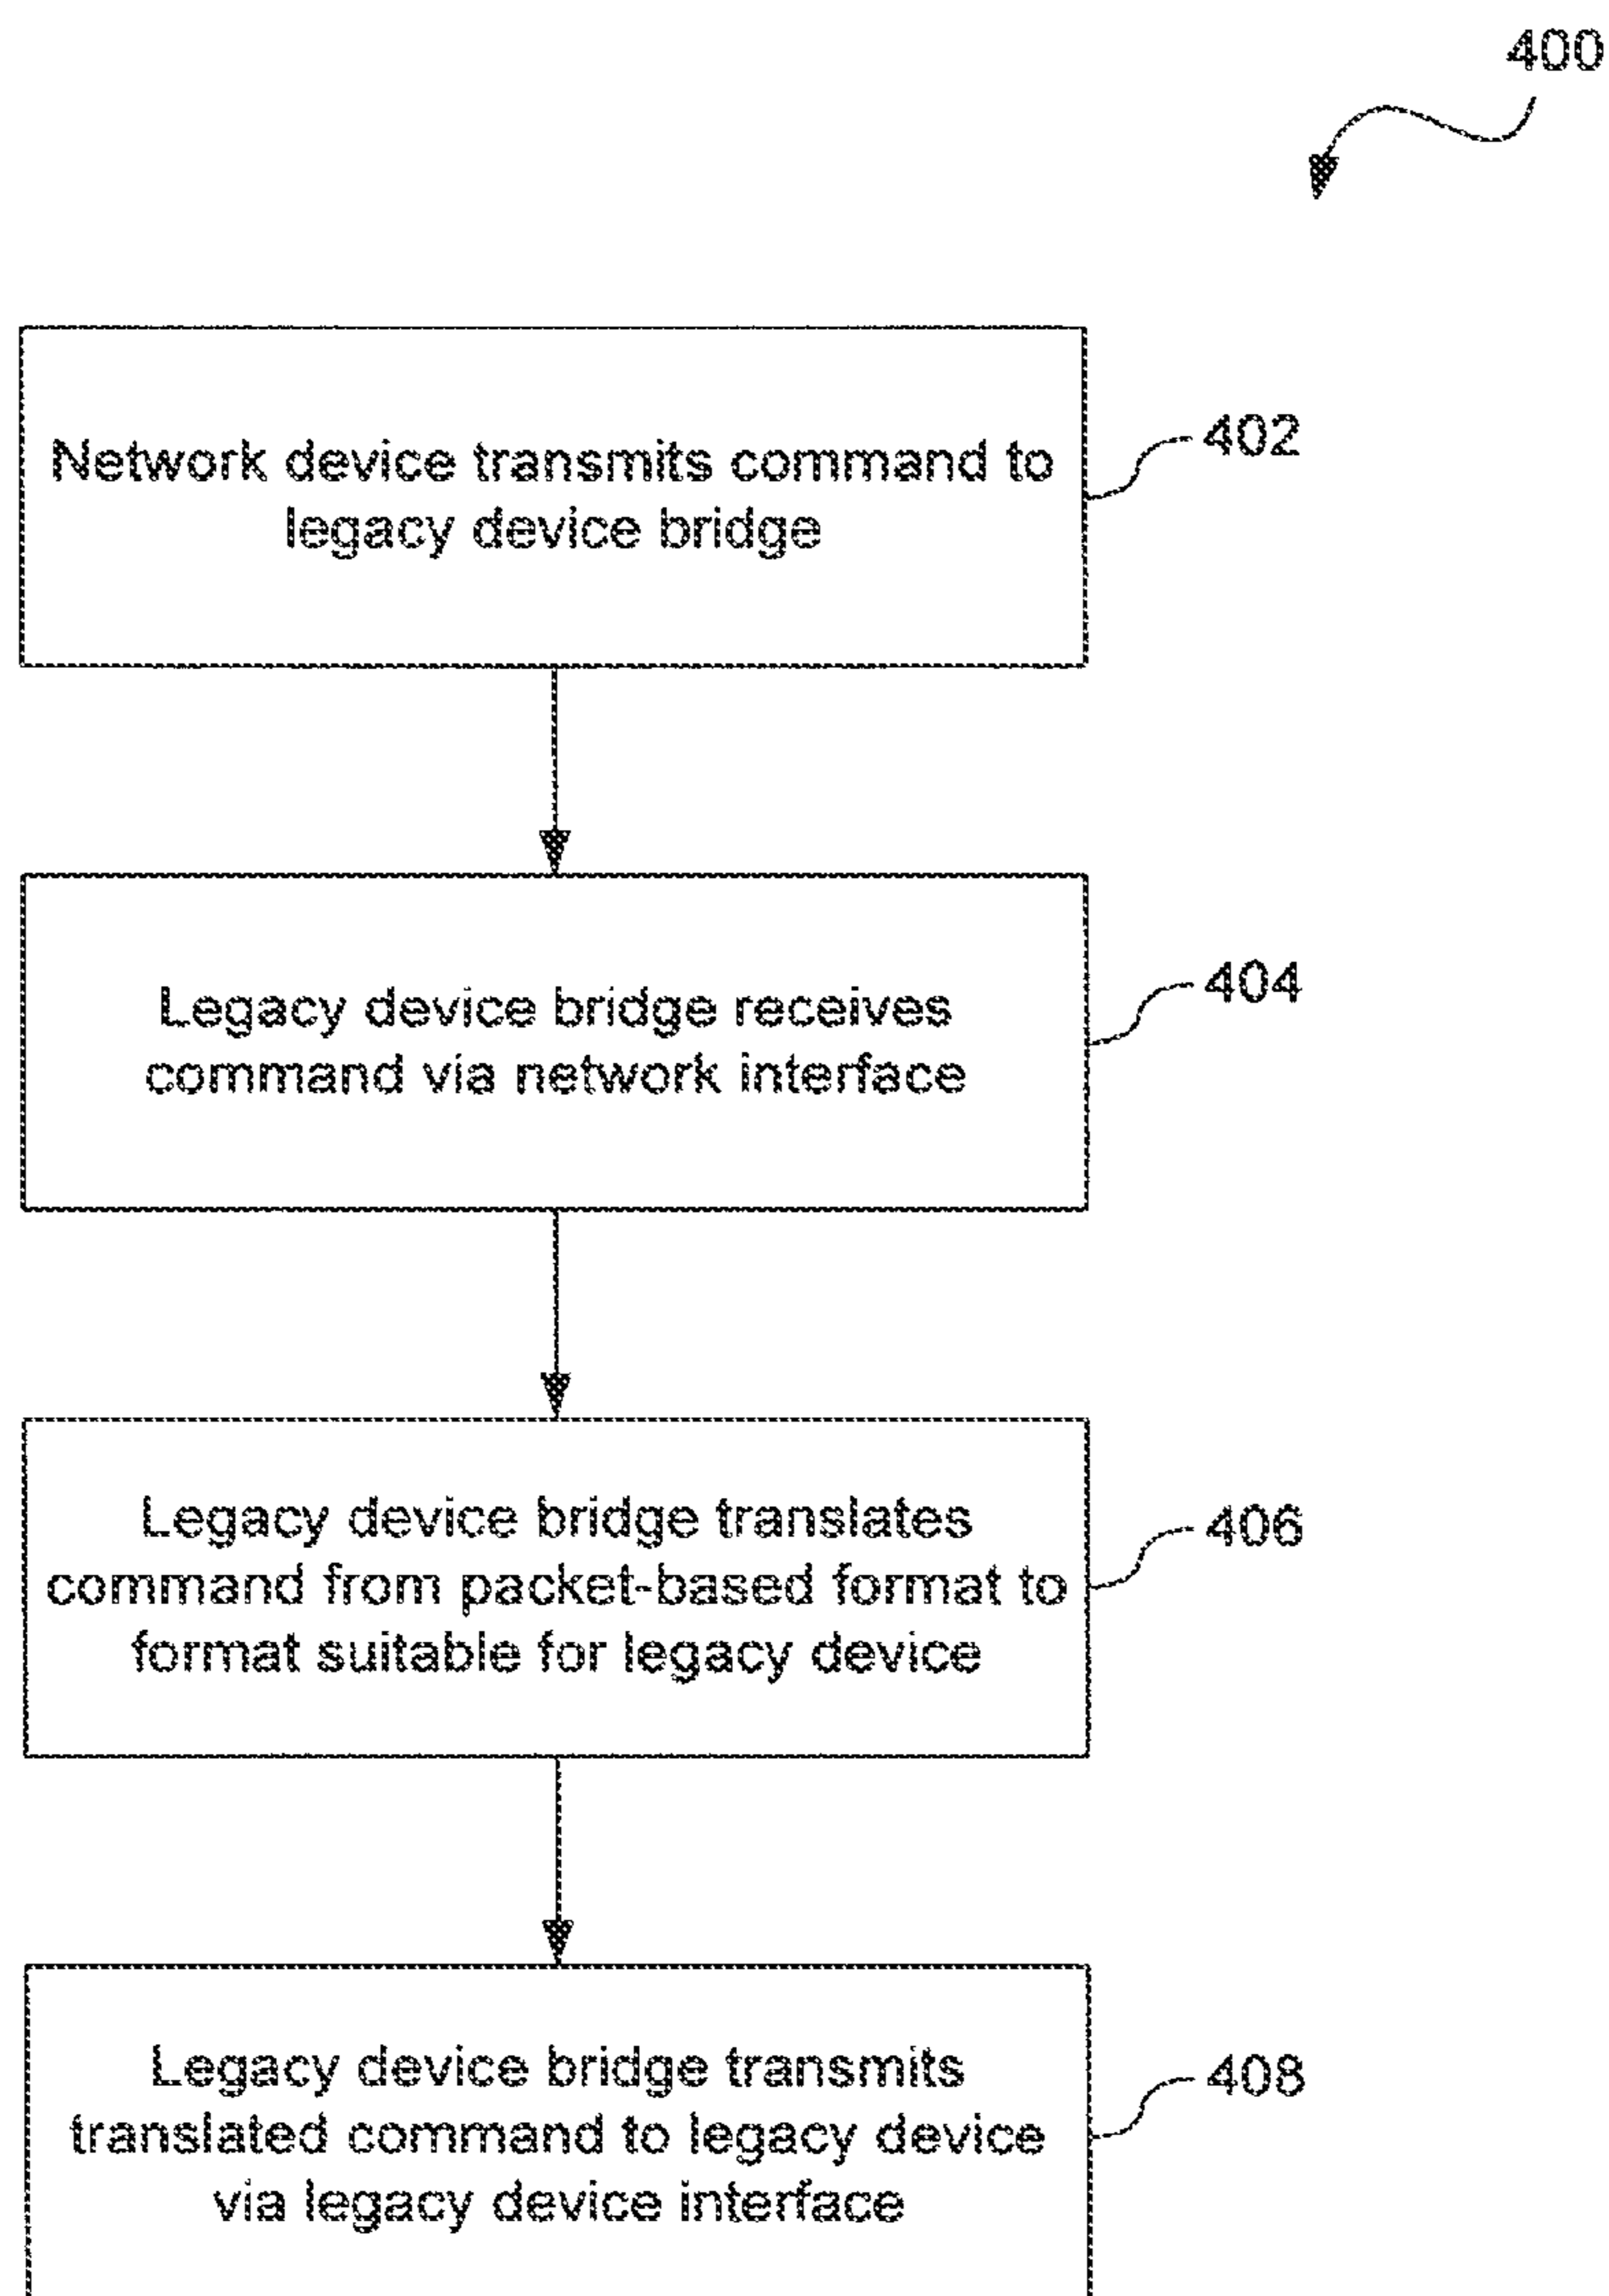 400
Network device transmits command to
legacy device bridge
402
Legacy device bridge receives
command via network interface
404
Legacy device bridge translates
command from packet-based format to
format suitable for legacy device
406
Legacy device bridge transmits
translated command to legacy device
via legacy device interface
408